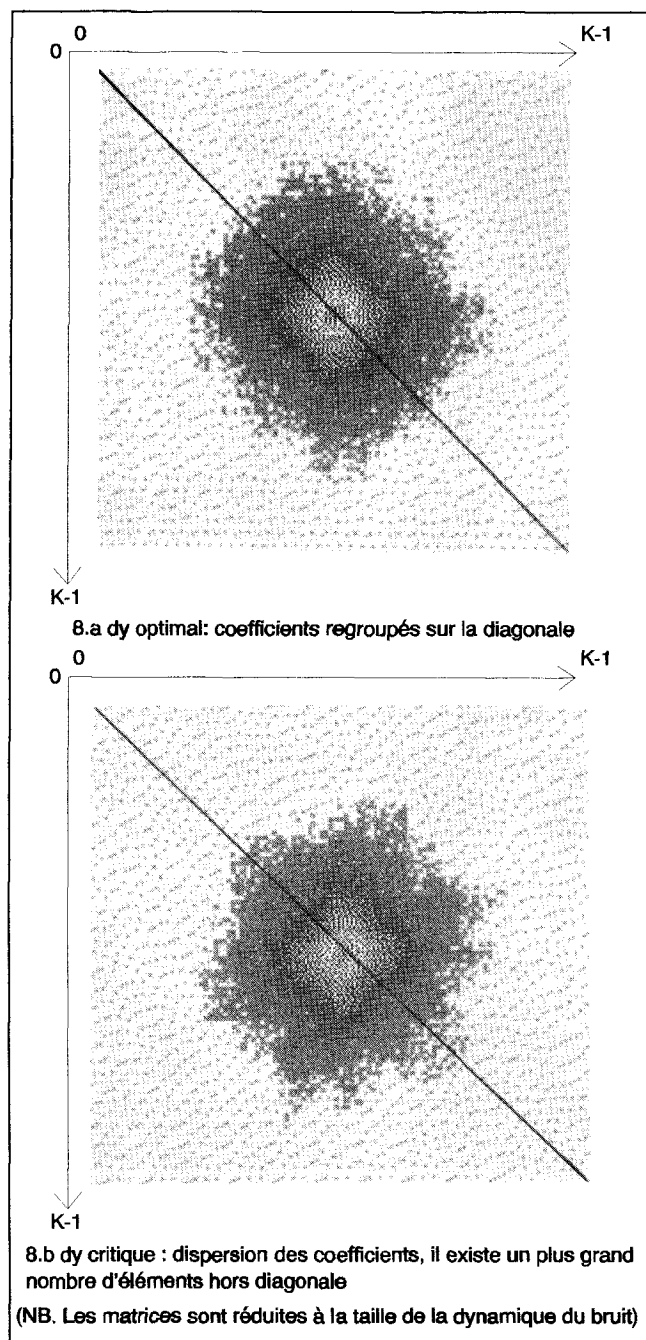 0
K-1
0
K-1
8.a dy optimal: coefficients regroupés sur la diagonale
0
K-1
0
K-1
8.b dy critique : dispersion des coefficients, il existe un plus grand
nombre d'éléments hors diagonale
(NB. Les matrices sont réduites à la taille de la dynamique du bruit)